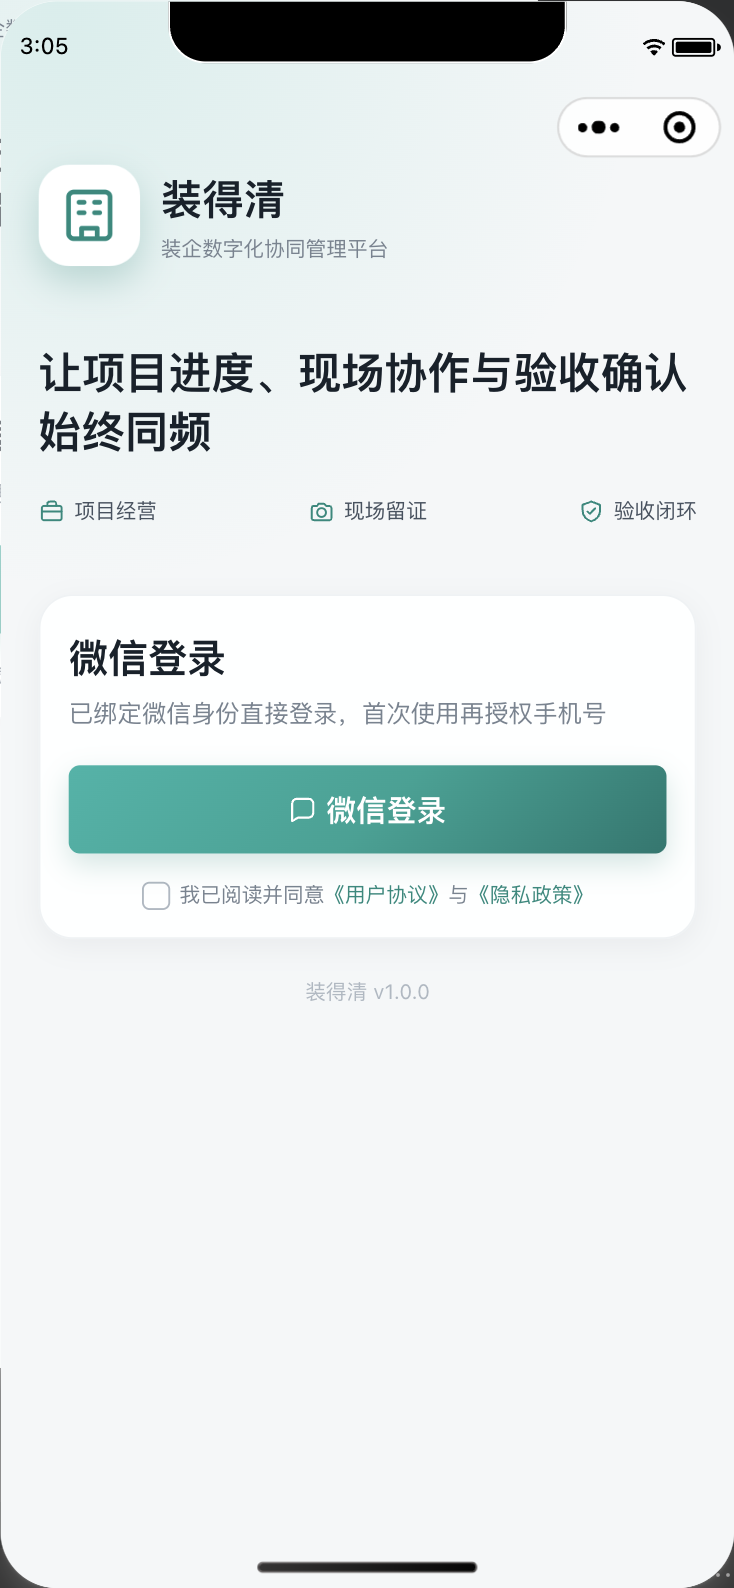 3:05
装得清
装企数字化协同管理平台
让项目进度、现场协作与验收确认
始终同频
项目经营
现场留证
验收闭环
微信登录
已绑定微信身份直接登录，首次使用再授权手机号
微信登录
我已阅读并同意《用户协议》与《隐私政策》
装得清 v1.0.0